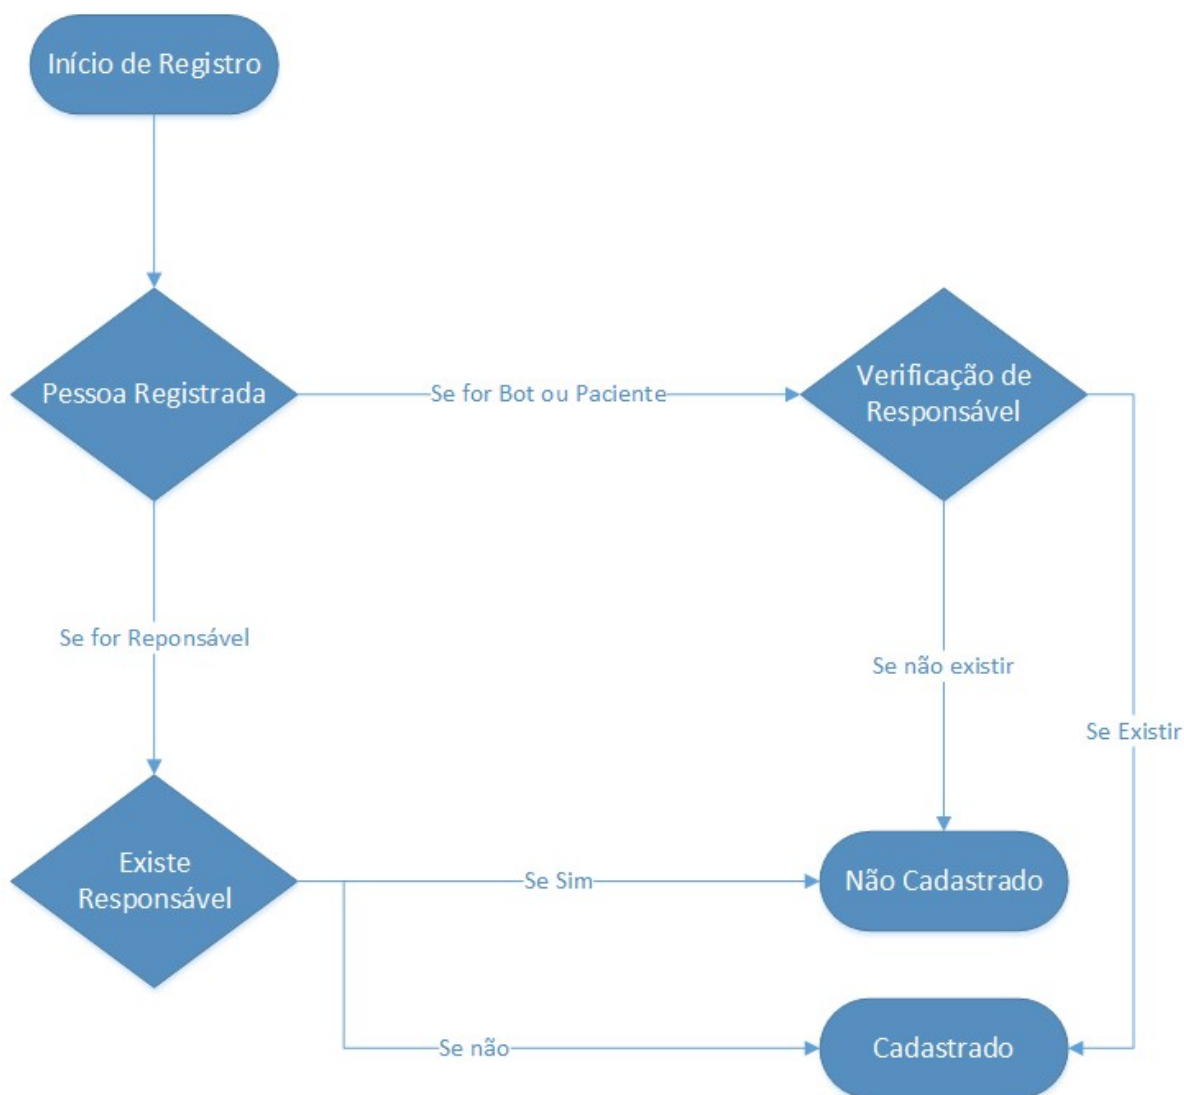 Início de Registro
Pessoa Registrada
Se for Bot ou Paciente
Verificação de
Responsável
Se for Reponsável
Se não existir
Se Existir
Existe
Responsável
Se Sim
Não Cadastrado
Se não
Cadastrado